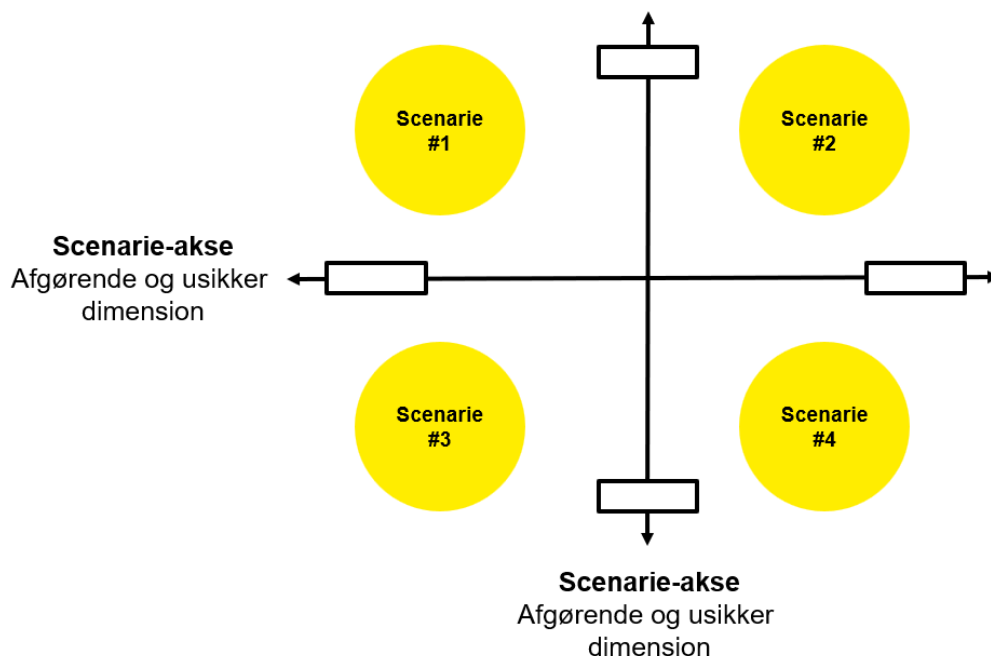 Scenarie
#1
Scenarie
#2
Scenarie-akse
Afgørende og usikker
dimension
Scenarie
#3
Scenarie
#4
Scenarie-akse
Afgørende og usikker
dimension